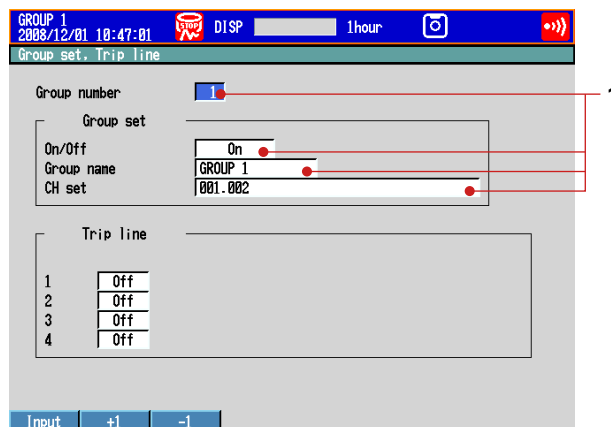 GROUP 1
2008/12/01 10:47:01 STOP DISP 1hour
Group set, Trip line
Group number 1
Group set
On/Off On
Group name GROUP 1
CH set 001.002
Trip line
1 Off
2 Off
3 Off
4 Off
Input +1 -1